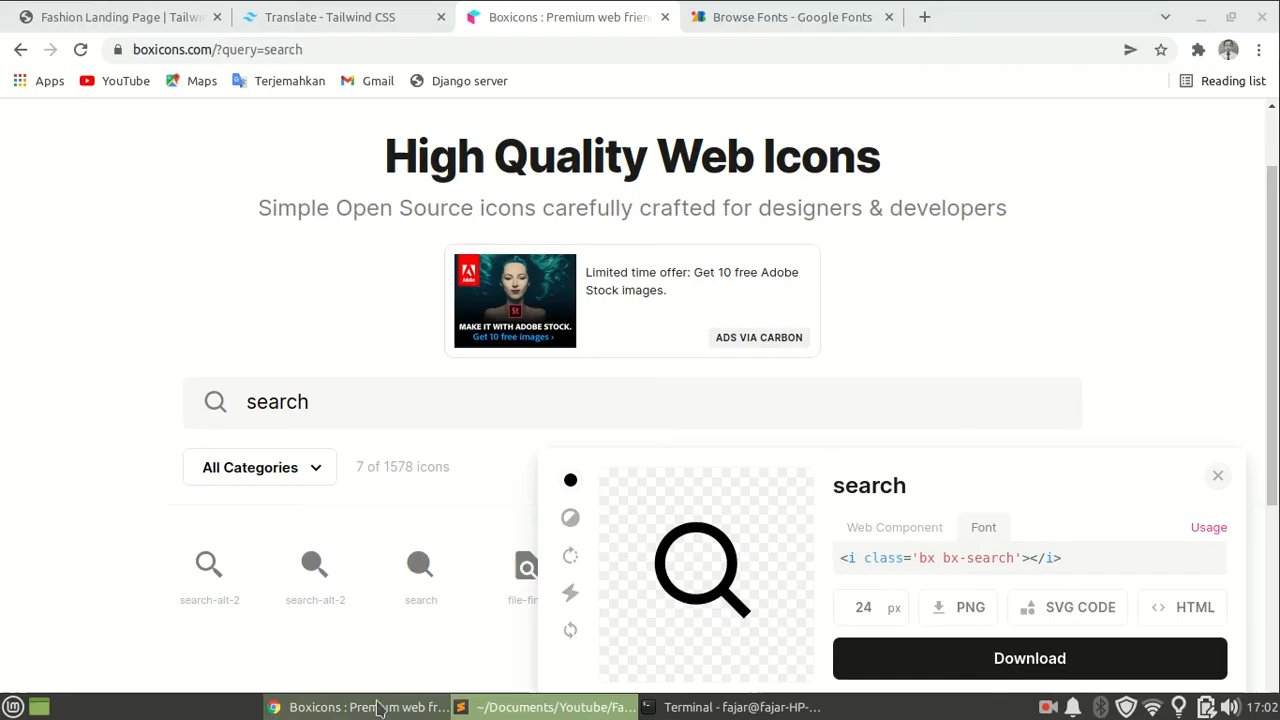 Fashion Landing Page | Tailwi
Translate - Tailwind CSS
Boxicons : Premium web frien
Browse Fonts - Google Fonts
boxicons.com/?query=search
Apps
YouTube
Maps
Terjemahkan
Gmail
Django server
Reading list
High Quality Web Icons
Simple Open Source icons carefully crafted for designers & developers
MAKE IT WITH ADOBE STOCK.
Get 10 free images ›
Limited time offer: Get 10 free Adobe
Stock images.
ADS VIA CARBON
search
All Categories
7 of 1578 icons
search-alt-2
search-alt-2
search
file-fin
search
Web Component
Font
Usage
<i class='bx bx-search'></i>
24 px
PNG
SVG CODE
HTML
Download
Boxicons : Premium web fr...
~/Documents/Youtube/Fa...
Terminal - fajar@fajar-HP-...
17:02